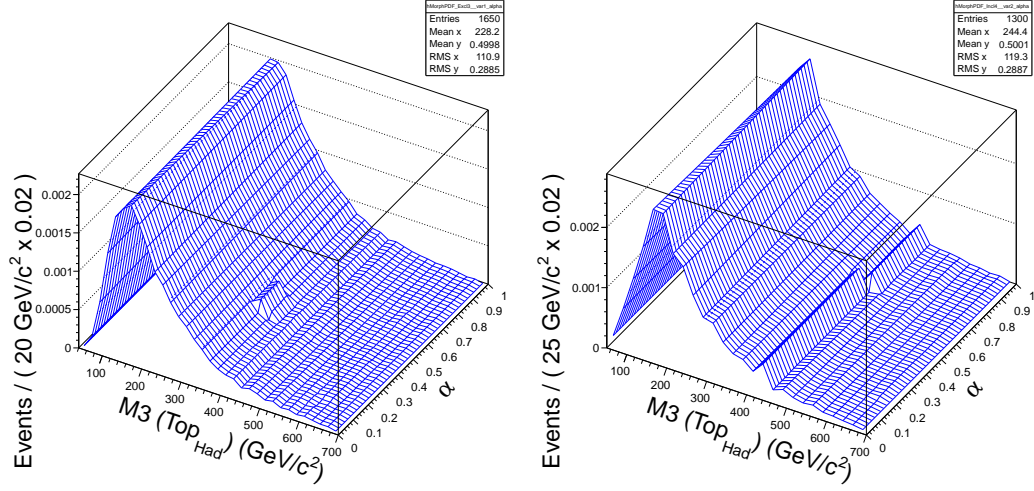 hMorphPDF_Excl3__var1_alpha
Entries 1650
Mean x 228.2
Mean y 0.4998
RMS x 110.9
RMS y 0.2885
Events / ( 20 GeV/c² x 0.02 )
0.002
0.0015
0.001
0.0005
0
100
200
300
400
500
600
700
M3 (Top_Had) (GeV/c²)
0
0.1
0.2
0.3
0.4
0.5
0.6
0.7
0.8
0.9
1
α
hMorphPDF_Incl4__var2_alpha
Entries 1300
Mean x 244.4
Mean y 0.5001
RMS x 119.3
RMS y 0.2887
Events / ( 25 GeV/c² x 0.02 )
0.002
0.001
0
100
200
300
400
500
600
700
M3 (Top_Had) (GeV/c²)
0
0.1
0.2
0.3
0.4
0.5
0.6
0.7
0.8
0.9
1
α